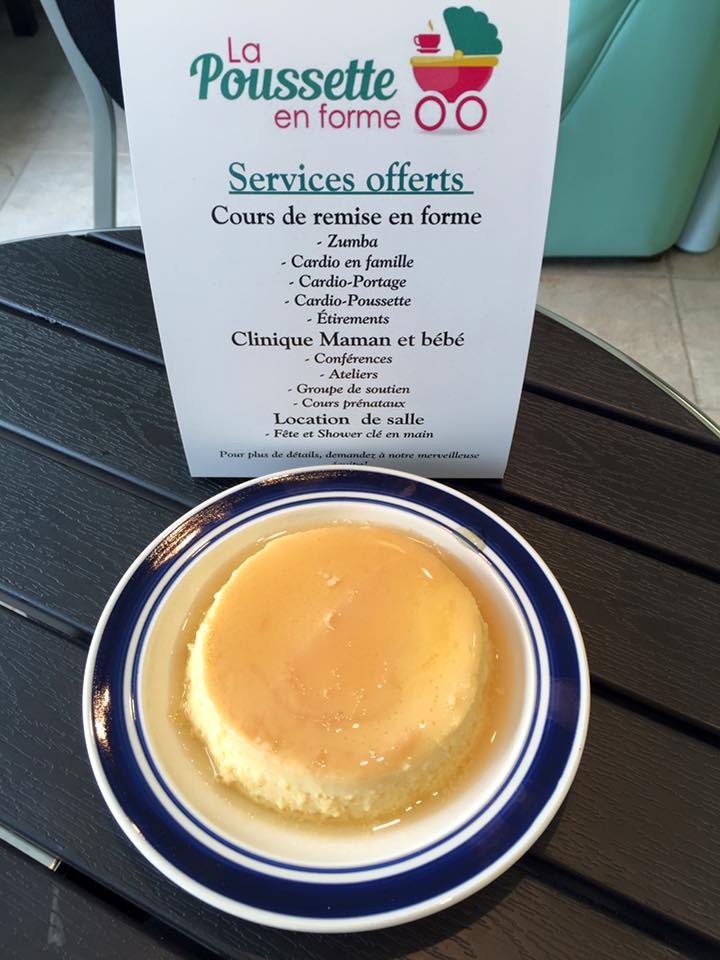 La
Poussette
en forme
Services offerts
Cours de remise en forme
- Zumba
- Cardio en famille
- Cardio-Portage
- Cardio-Poussette
- Étirements
Clinique Maman et bébé
- Conférences
- Ateliers
- Groupe de soutien
- Cours prénataux
Location de salle
- Fête et Shower clé en main
Pour plus de détails, demandez à notre merveilleuse